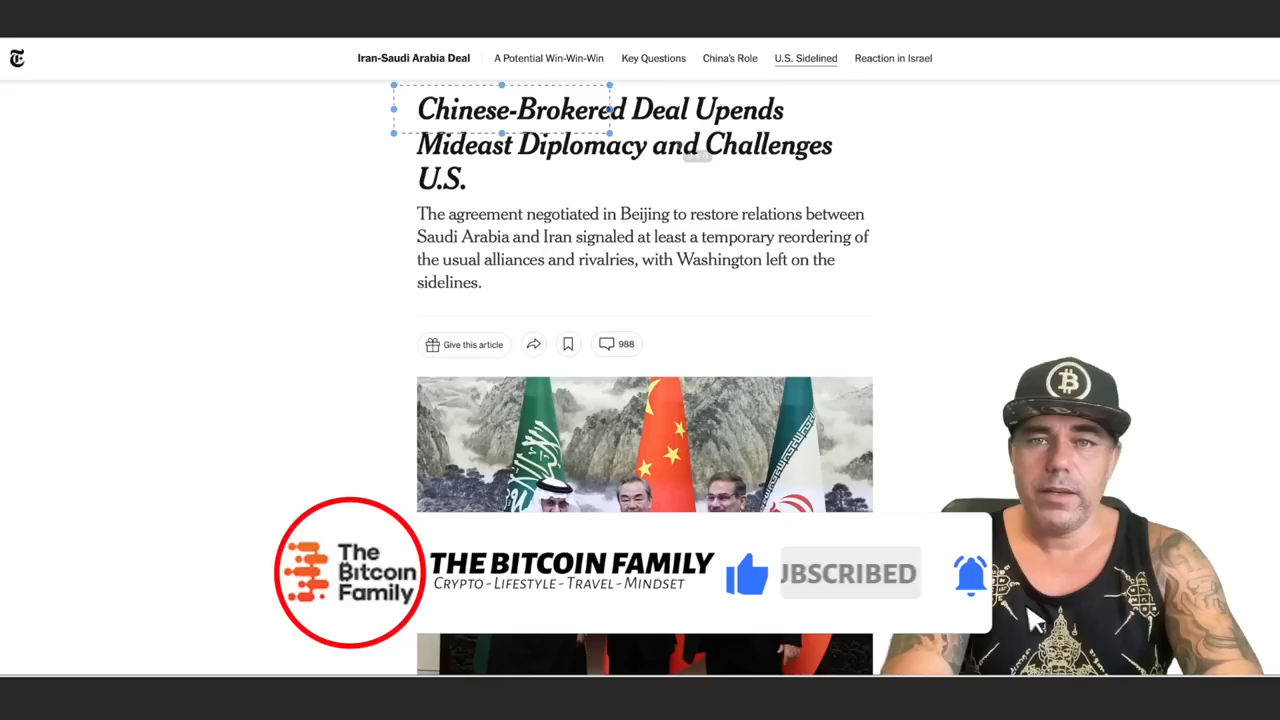 Iran-Saudi Arabia Deal A Potential Win-Win-Win Key Questions China's Role U.S. Sidelined Reaction in Israel
Chinese-Brokered Deal Upends
Mideast Diplomacy and Challenges
U.S.
The agreement negotiated in Beijing to restore relations between
Saudi Arabia and Iran signaled at least a temporary reordering of
the usual alliances and rivalries, with Washington left on the
sidelines.
Give this article 988
The
Bitcoin
Family
THE BITCOIN FAMILY
CRYPTO - LIFESTYLE - TRAVEL - MINDSET
UBSCRIBED